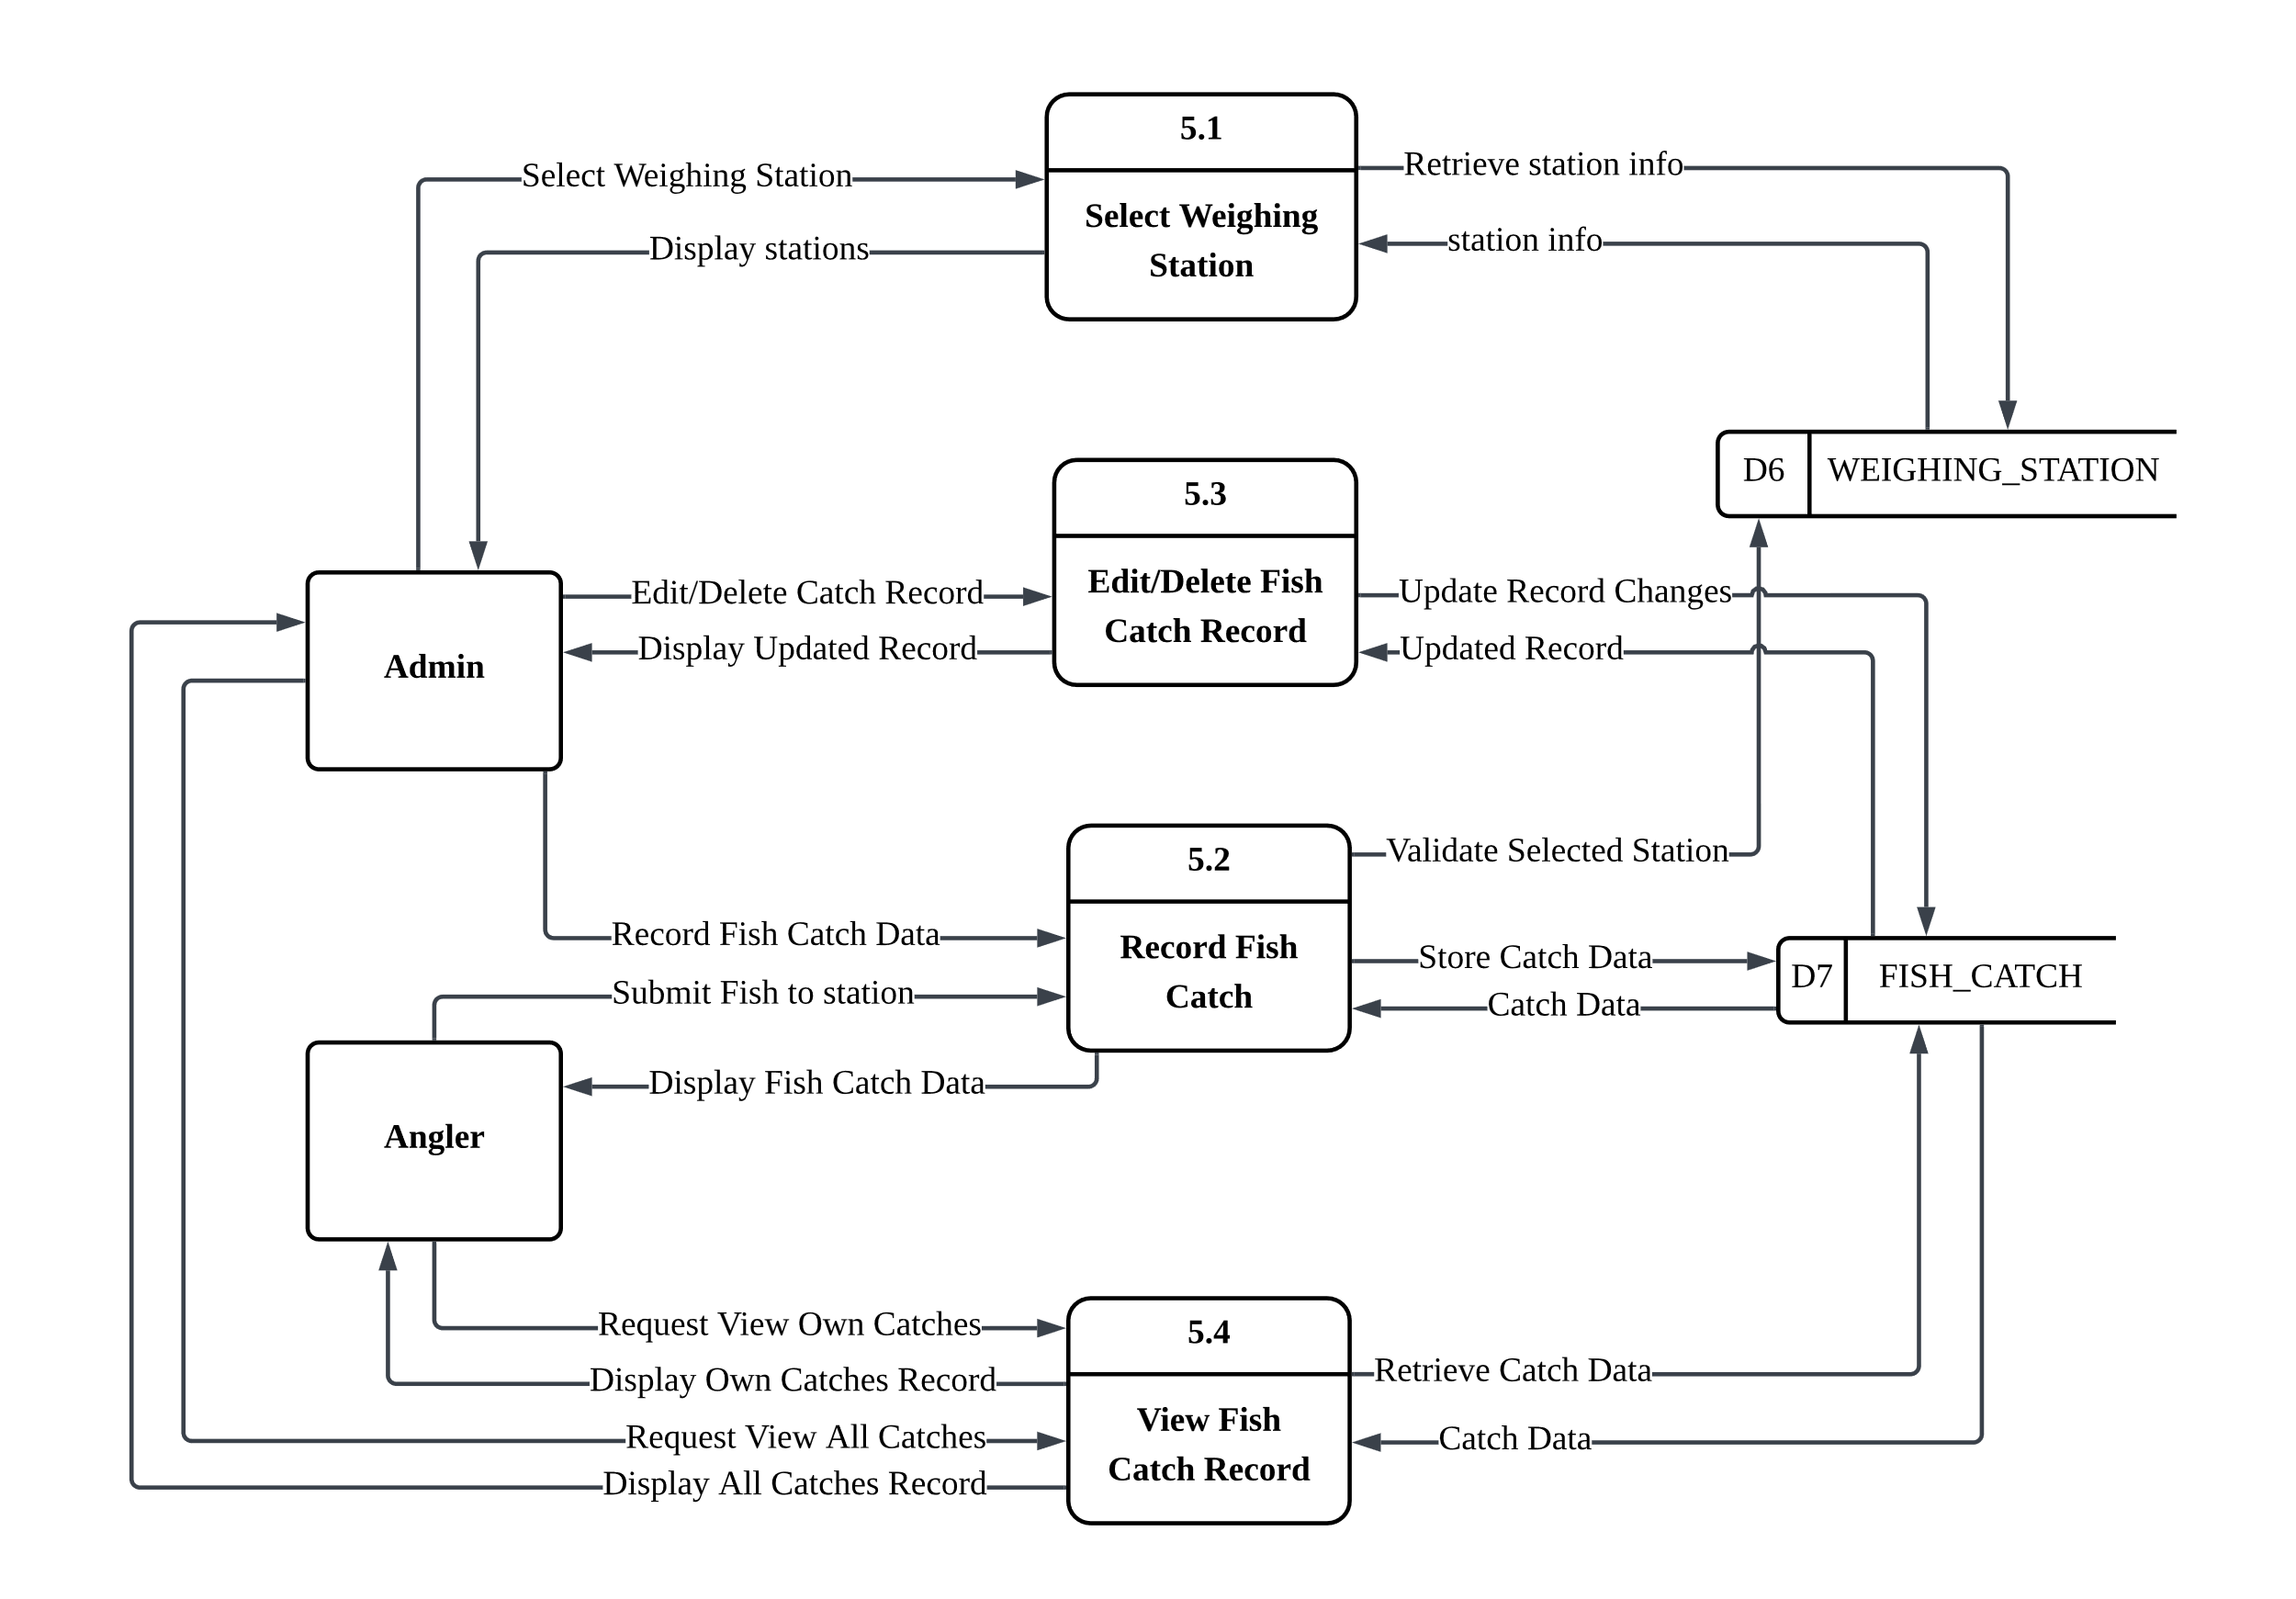 5.1
Select Weighing Station
Retrieve station info
Select Weighing
Station
Display stations
station info
D6
WEIGHING_STATION
5.3
Edit/Delete Catch Record
Edit/Delete Fish
Catch Record
Update Record Changes
Display Updated Record
Updated Record
Admin
5.2
Validate Selected Station
Record Fish Catch Data
Record Fish
Catch
Store Catch Data
D7
FISH_CATCH
Submit Fish to station
Catch Data
Display Fish Catch Data
Angler
5.4
Request View Own Catches
Display Own Catches Record
Retrieve Catch Data
View Fish
Catch Record
Request View All Catches
Catch Data
Display All Catches Record